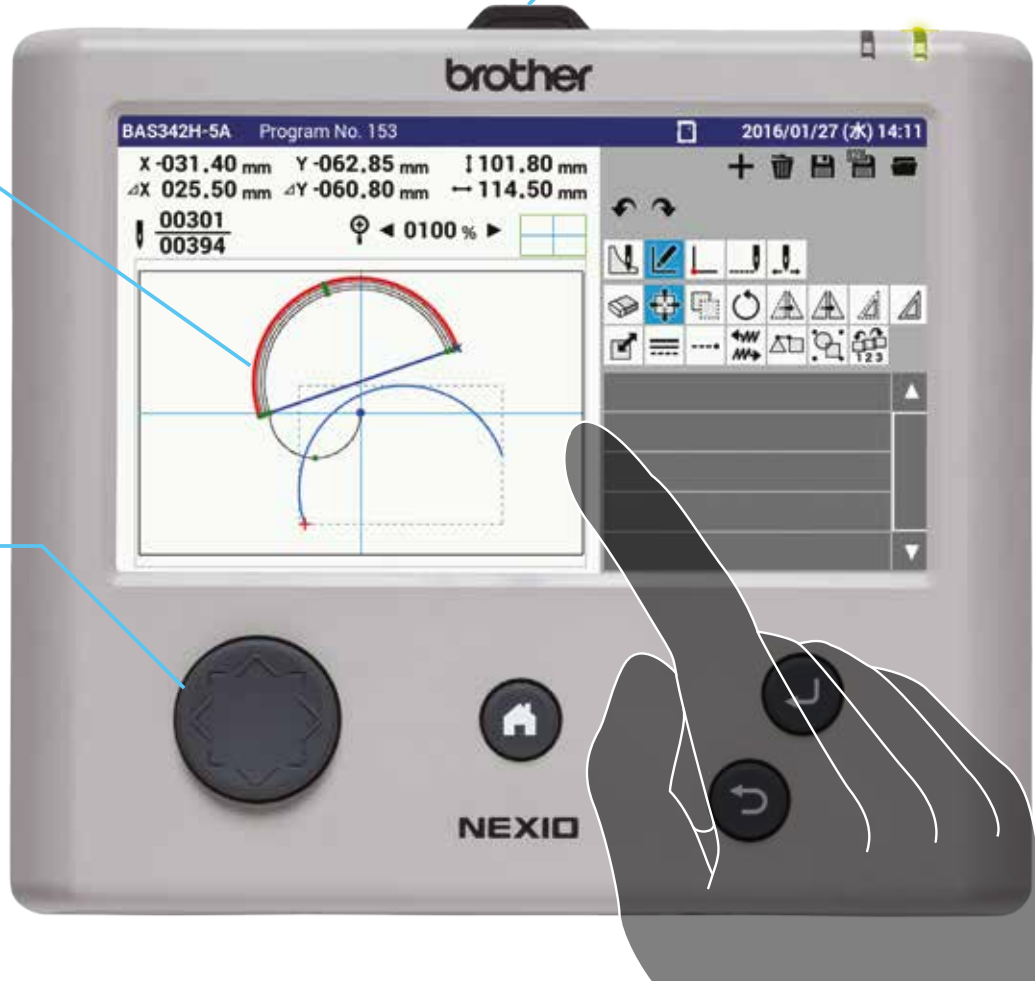 brother
BAS342H-5A Program No. 153 2016/01/27 (水) 14:11
X -031.40 mm Y -062.85 mm ↕101.80 mm
⊿X 025.50 mm ⊿Y -060.80 mm ↔ 114.50 mm
00301
00394
◀ 0100 % ▶
123
NEXIO